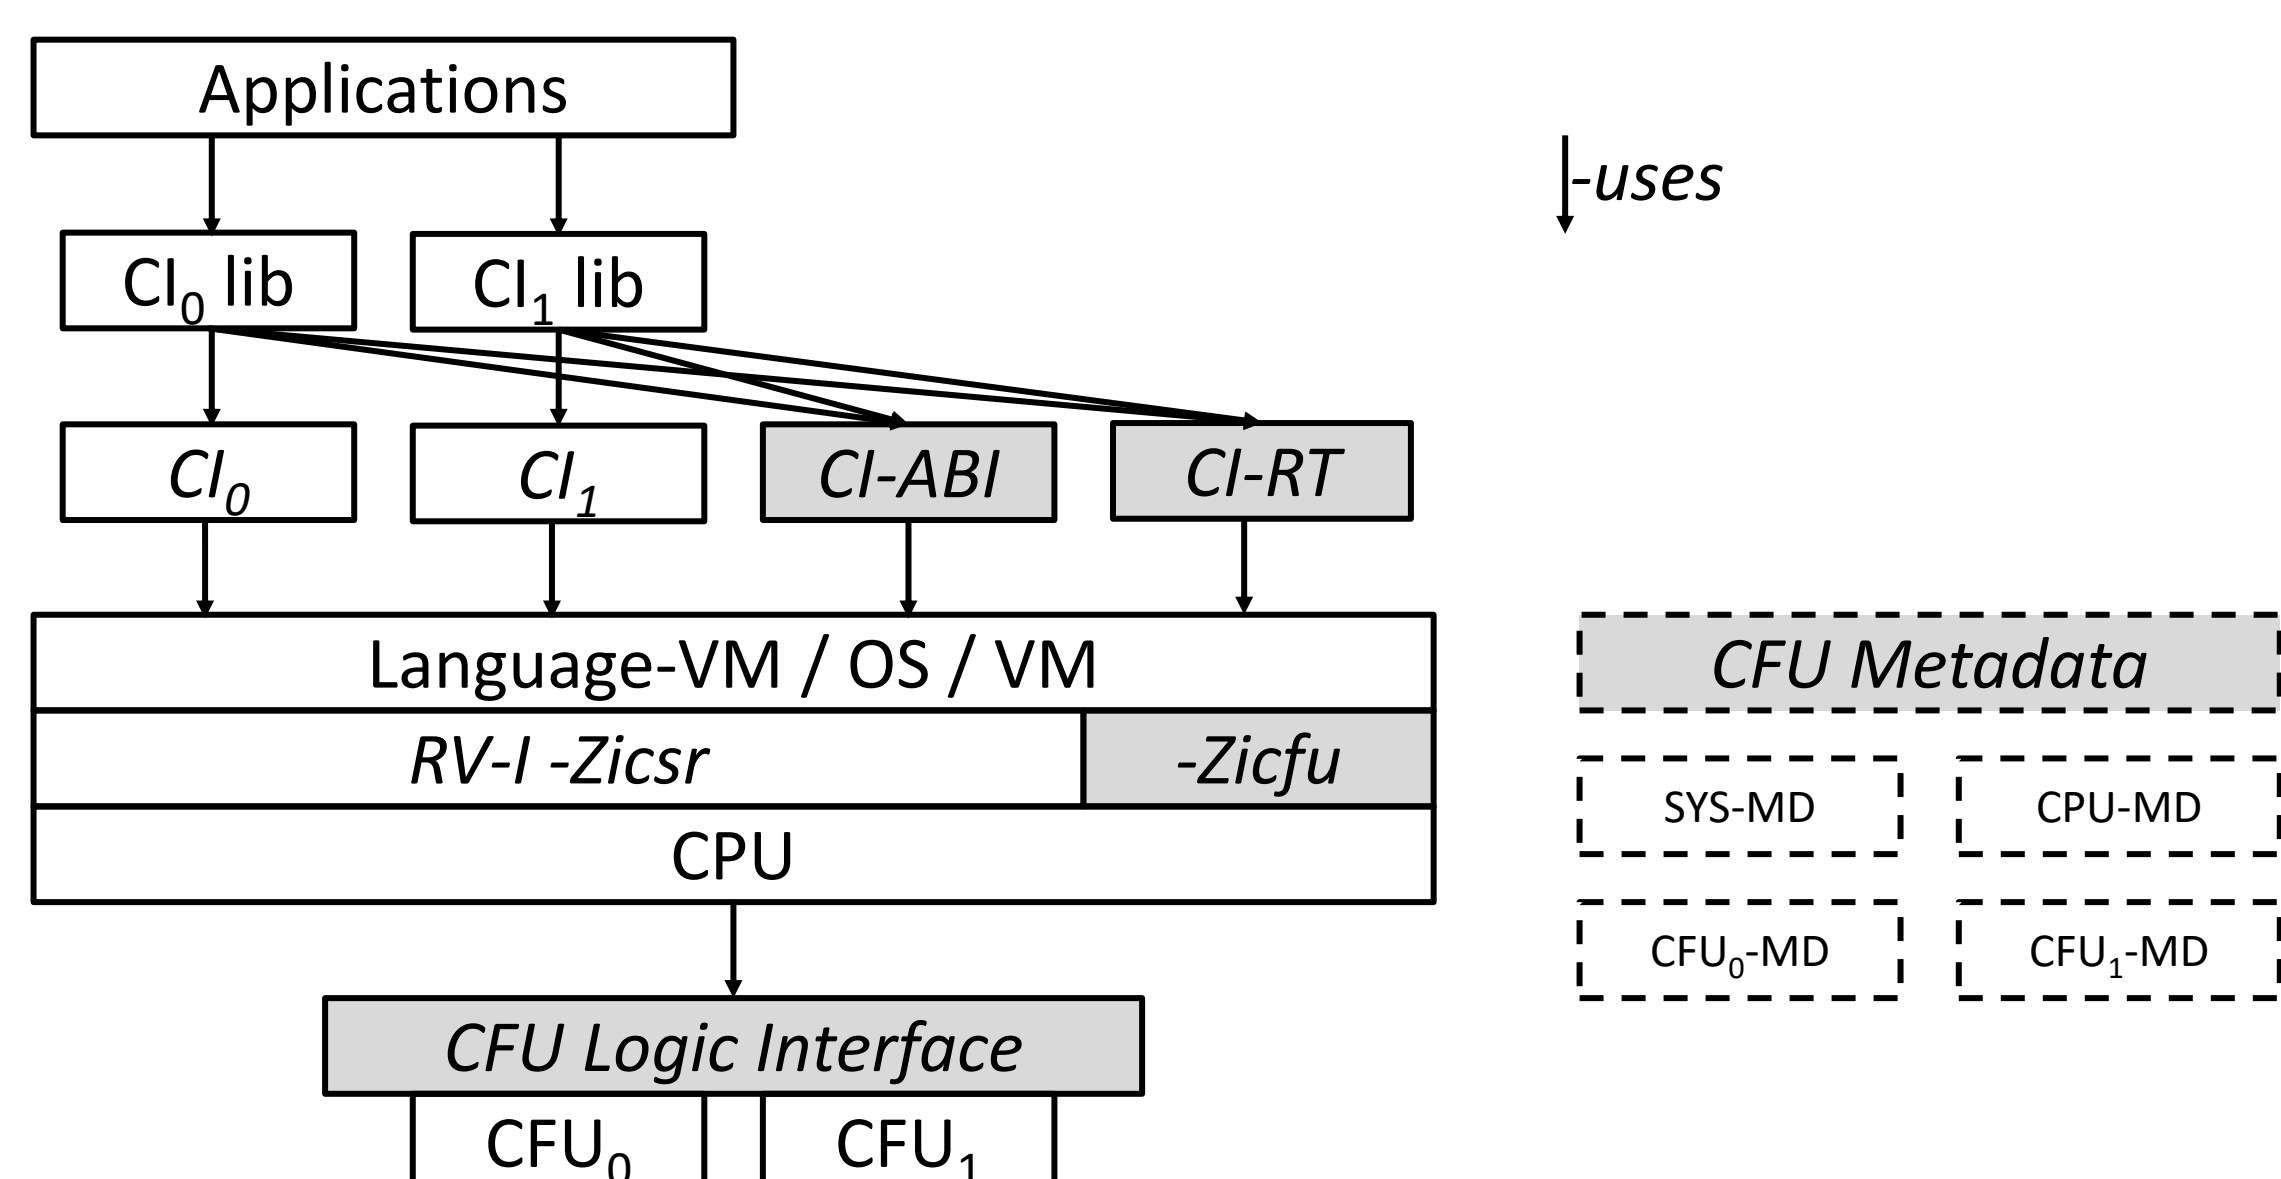 Applications
-uses
CI₀ lib
CI₁ lib
CI₀
CI₁
CI-ABI
CI-RT
Language-VM / OS / VM
CFU Metadata
RV-I -Zicsr
-Zicfu
SYS-MD
CPU-MD
CPU
CFU₀-MD
CFU₁-MD
CFU Logic Interface
CFU₀
CFU₁